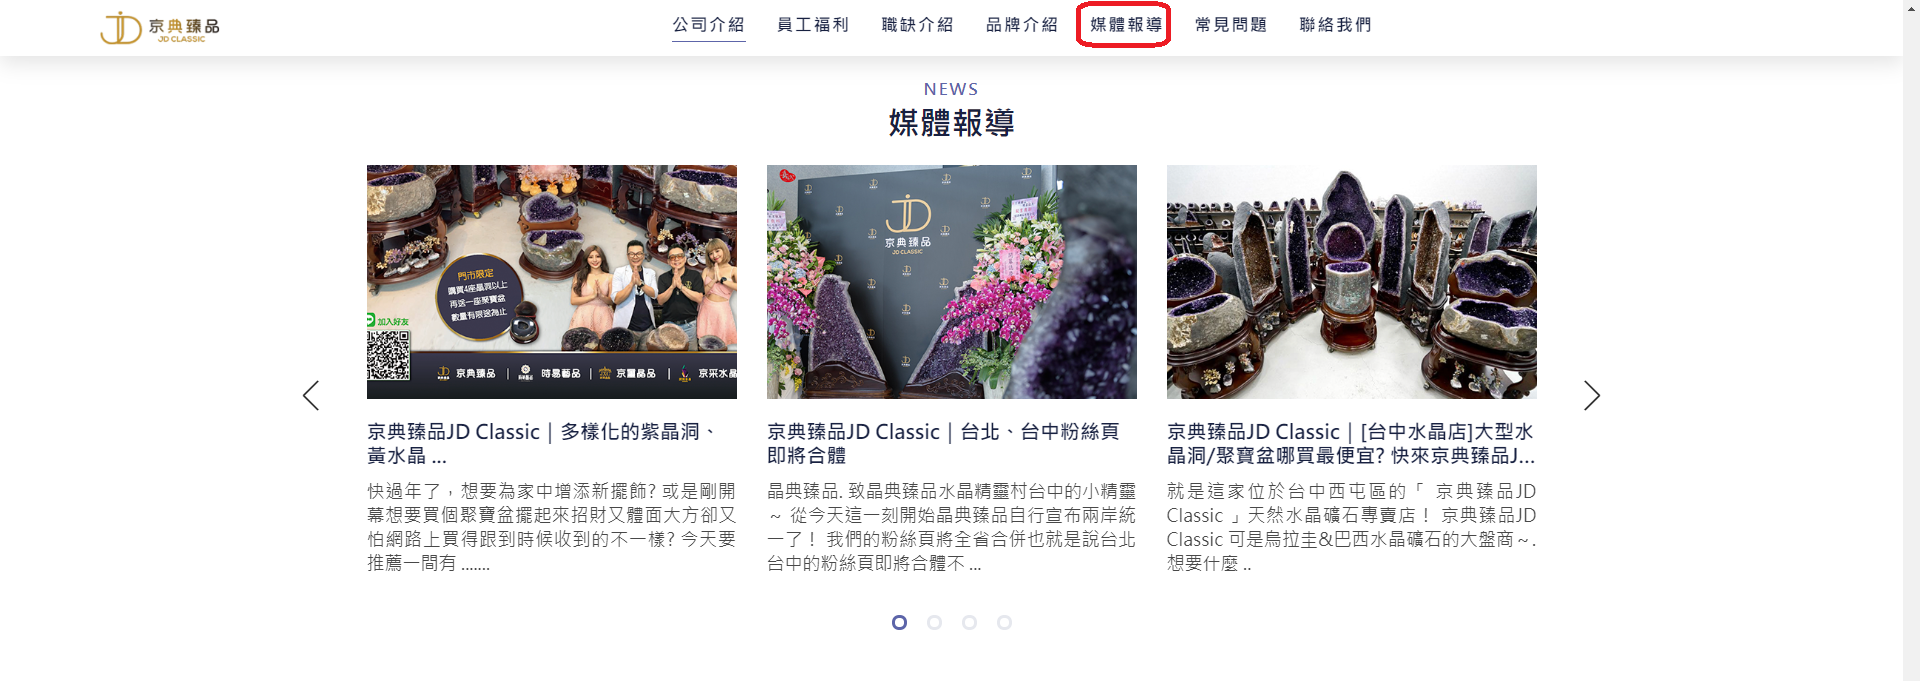 京典臻品
JD CLASSIC
公司介紹
員工福利
職缺介紹
品牌介紹
媒體報導
常見問題
聯絡我們
NEWS
媒體報導
門市限定
購買4座晶洞以上
再送一座聚寶盆
數量有限送為止
加入好友
京典臻品 | 時易藝品 | 京璽晶品 | 京采水晶
JD
京典臻品
JD CLASSIC
京典臻品JD Classic｜多樣化的紫晶洞、
黃水晶 ...
快過年了，想要為家中增添新擺飾? 或是剛開
幕想要買個聚寶盆擺起來招財又體面大方卻又
怕網路上買得跟到時候收到的不一樣? 今天要
推薦一間有 .......
京典臻品JD Classic｜台北、台中粉絲頁
即將合體
晶典臻品. 致晶典臻品水晶精靈村台中的小精靈
~ 從今天這一刻開始晶典臻品自行宣布兩岸統
一了！ 我們的粉絲頁將全省合併也就是說台北
台中的粉絲頁即將合體不 ...
京典臻品JD Classic｜[台中水晶店]大型水
晶洞/聚寶盆哪買最便宜? 快來京典臻品J...
就是這家位於台中西屯區的「 京典臻品JD
Classic 」天然水晶礦石專賣店！ 京典臻品JD
Classic 可是烏拉圭&巴西水晶礦石的大盤商~.
想要什麼 ..